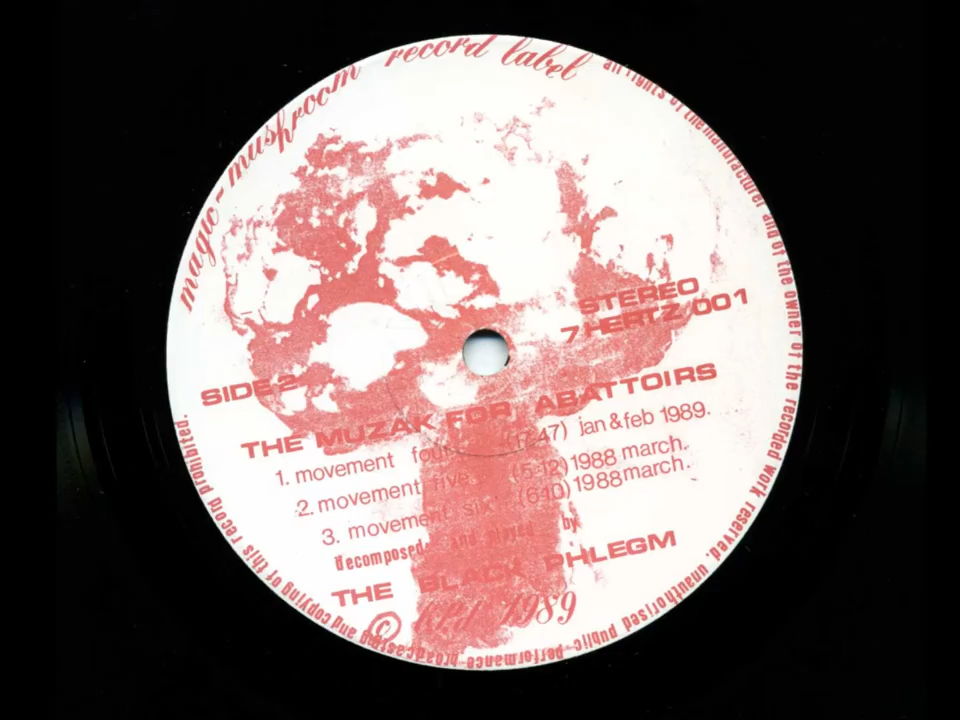 magic~mushroom record label
all rights of the manufacturer and of the owner of the recorded work reserved. unauthorised public performance broadcasting and copying of this record prohibited.
STEREO
7 HERTZ 001
SIDE 2
THE MUZAK FOR ABATTOIRS
1. movement four (17·47) jan & feb 1989.
2. movement five (5·12) 1988 march.
3. movement six (6·10) 1988 march.
decomposed and played by
THE BLACK PHLEGM
© 1989